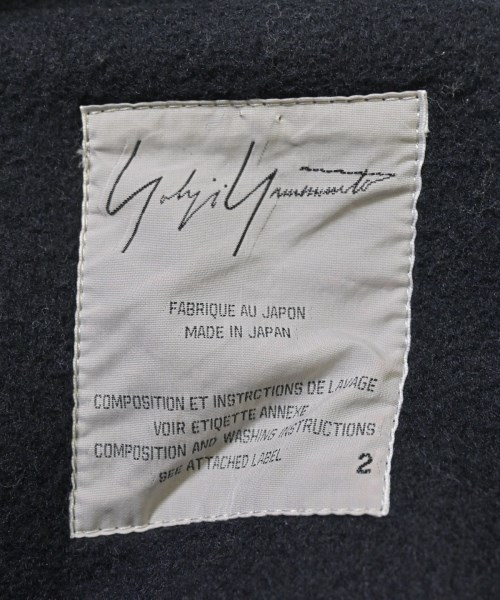 Yohji Yamamoto
FABRIQUE AU JAPON
MADE IN JAPAN
COMPOSITION ET INSTRCTIONS DE LAVAGE
VOIR ETIQETTE ANNEXE
COMPOSITION AND WASHING INSTRUCTIONS
SEE ATTACHED LABEL
2